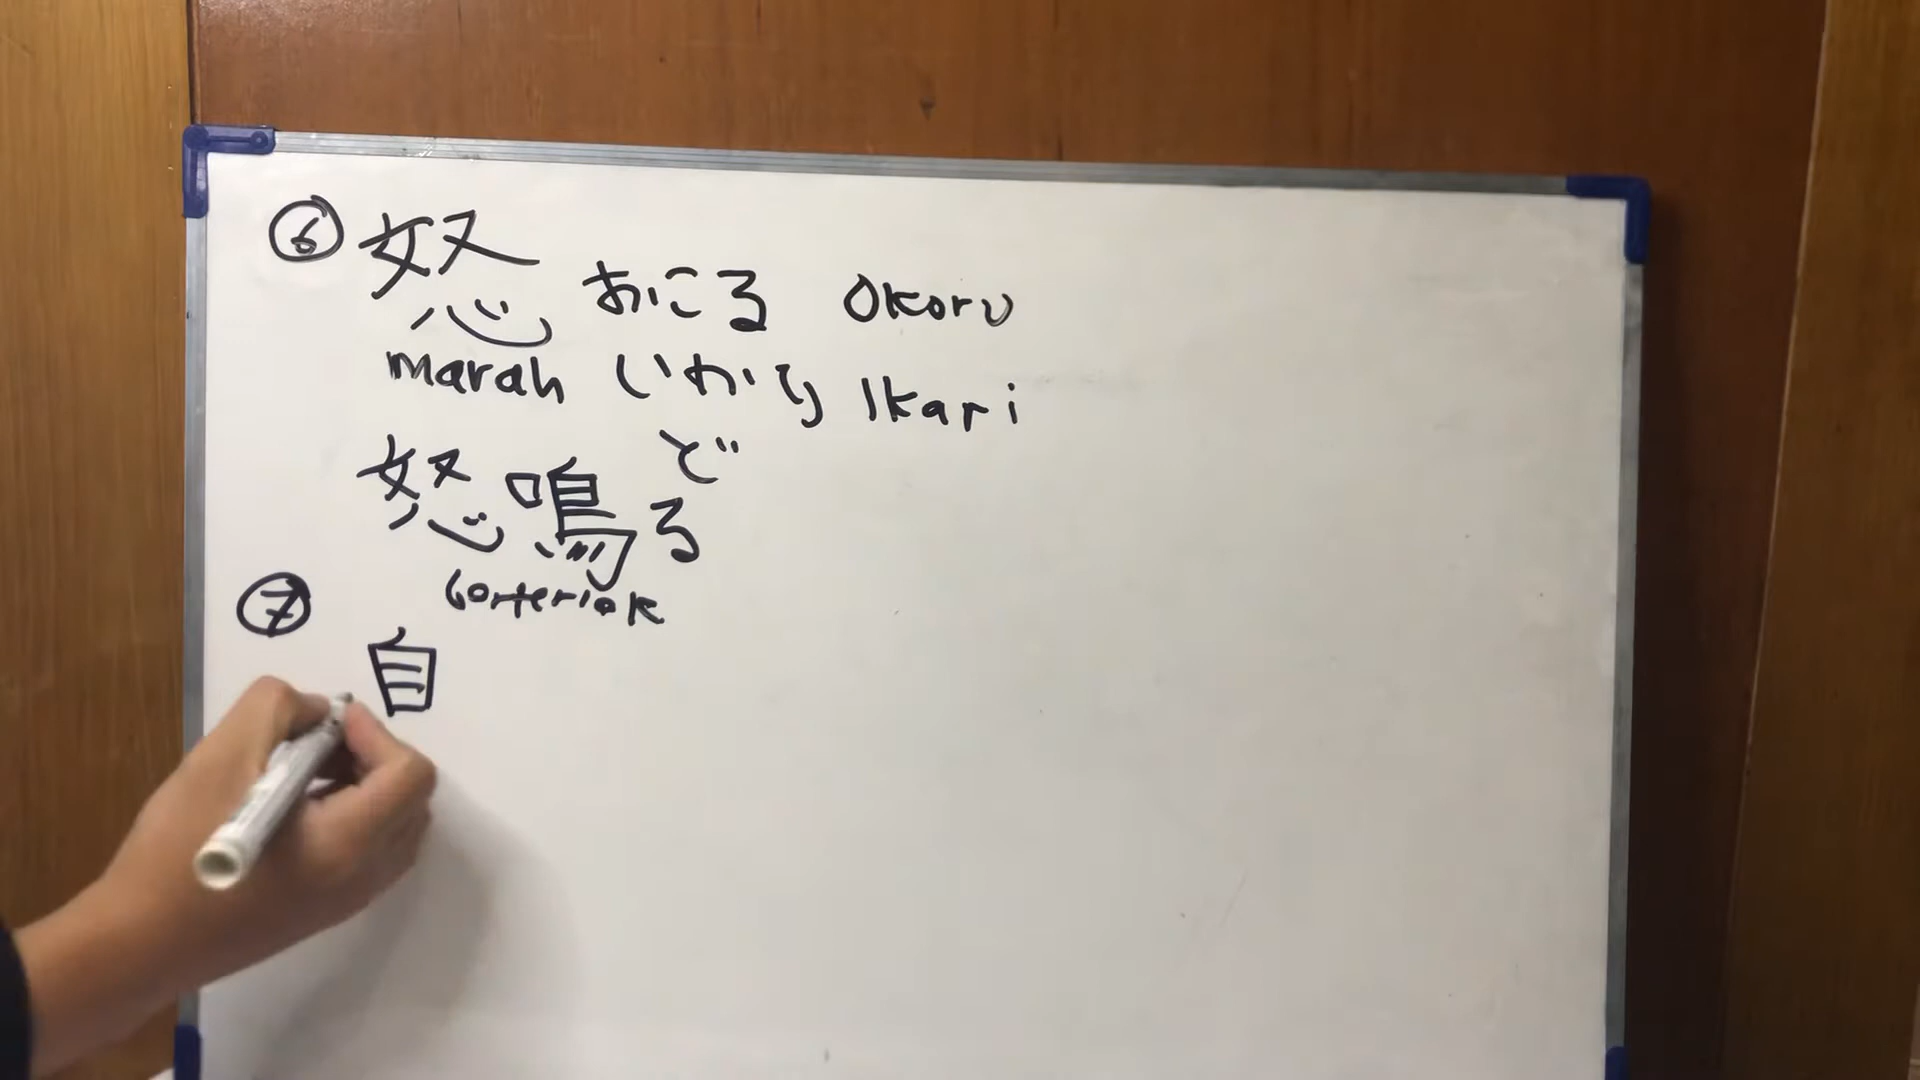 ⑥ 怒 おこる Okoru
marah いかり Ikari
ど
怒鳴る
berteriak
⑦
自